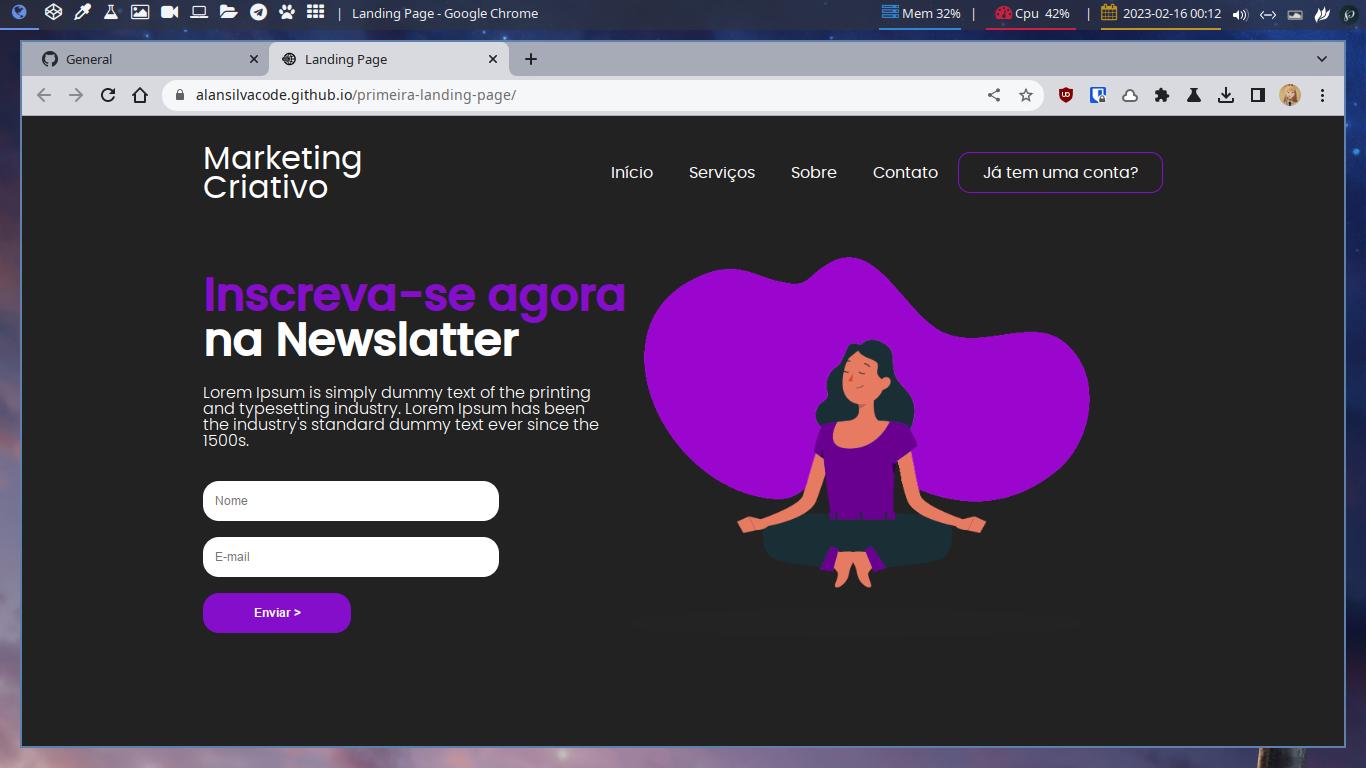 | Landing Page - Google Chrome Mem 32% | Cpu 42% | 2023-02-16 00:12
General Landing Page
alansilvacode.github.io/primeira-landing-page/
Marketing
Criativo
Início Serviços Sobre Contato Já tem uma conta?
Inscreva-se agora
na Newslatter
Lorem Ipsum is simply dummy text of the printing
and typesetting industry. Lorem Ipsum has been
the industry's standard dummy text ever since the
1500s.
Nome
E-mail
Enviar >